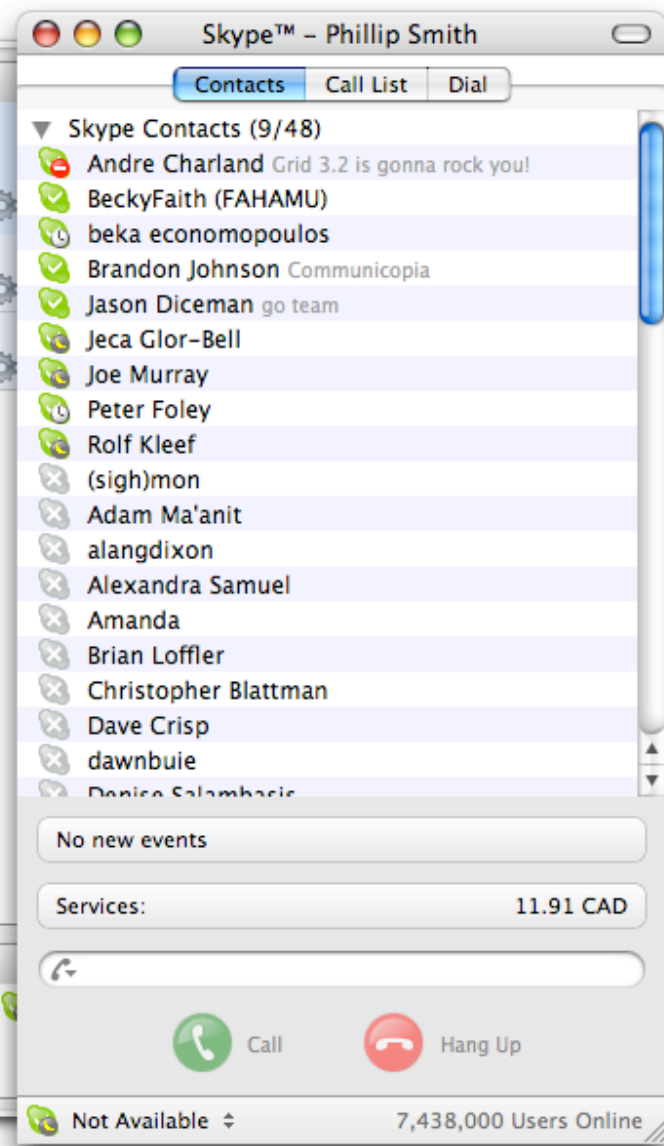 Skype™ – Phillip Smith
Contacts Call List Dial
Skype Contacts (9/48)
Andre Charland Grid 3.2 is gonna rock you!
BeckyFaith (FAHAMU)
beka economopoulos
Brandon Johnson Communicopia
Jason Diceman go team
Jeca Glor-Bell
Joe Murray
Peter Foley
Rolf Kleef
(sigh)mon
Adam Ma'anit
alangdixon
Alexandra Samuel
Amanda
Brian Loffler
Christopher Blattman
Dave Crisp
dawnbuie
Denise Salambasis
No new events
Services: 11.91 CAD
Call Hang Up
Not Available 7,438,000 Users Online